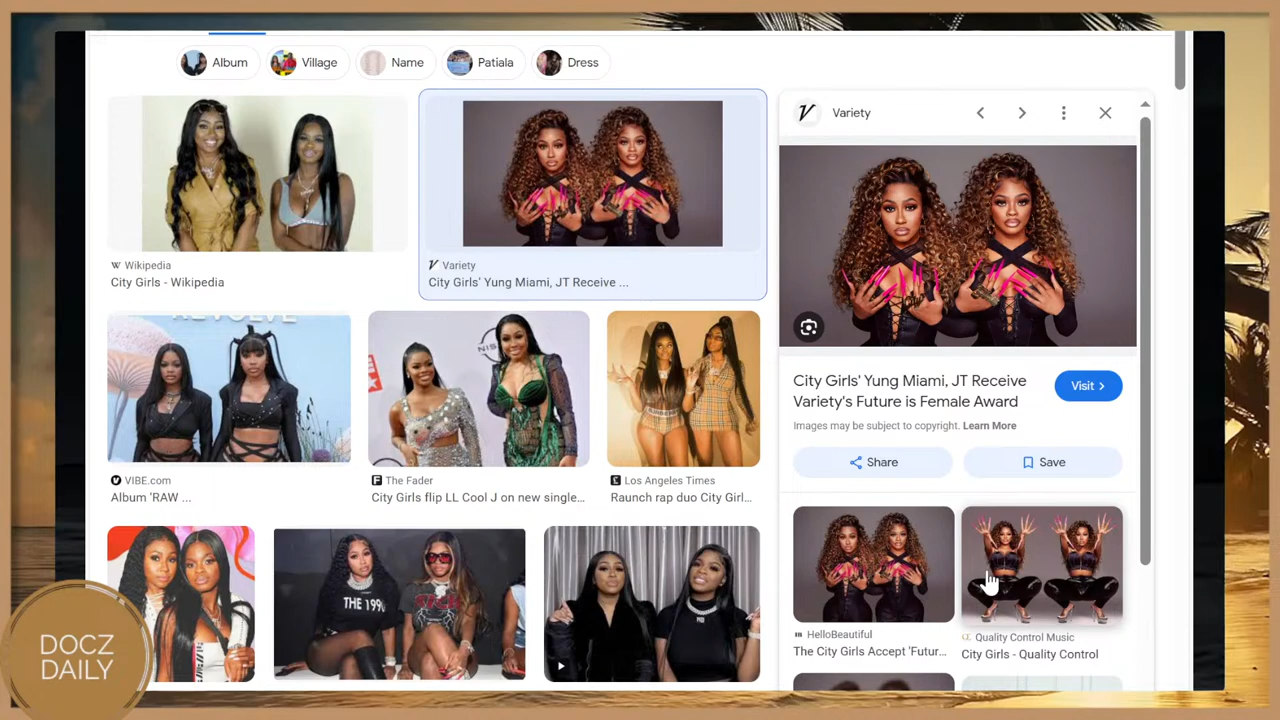 Album
Village
Name
Patiala
Dress
Variety
Wikipedia
City Girls - Wikipedia
Variety
City Girls' Yung Miami, JT Receive ...
City Girls' Yung Miami, JT Receive
Variety's Future is Female Award
Visit
Images may be subject to copyright. Learn More
Share
Save
VIBE.com
Album 'RAW ...
The Fader
City Girls flip LL Cool J on new single...
Los Angeles Times
Raunch rap duo City Girl...
THE 1990
HelloBeautiful
The City Girls Accept 'Futur...
Quality Control Music
City Girls - Quality Control
DOCZ
DAILY